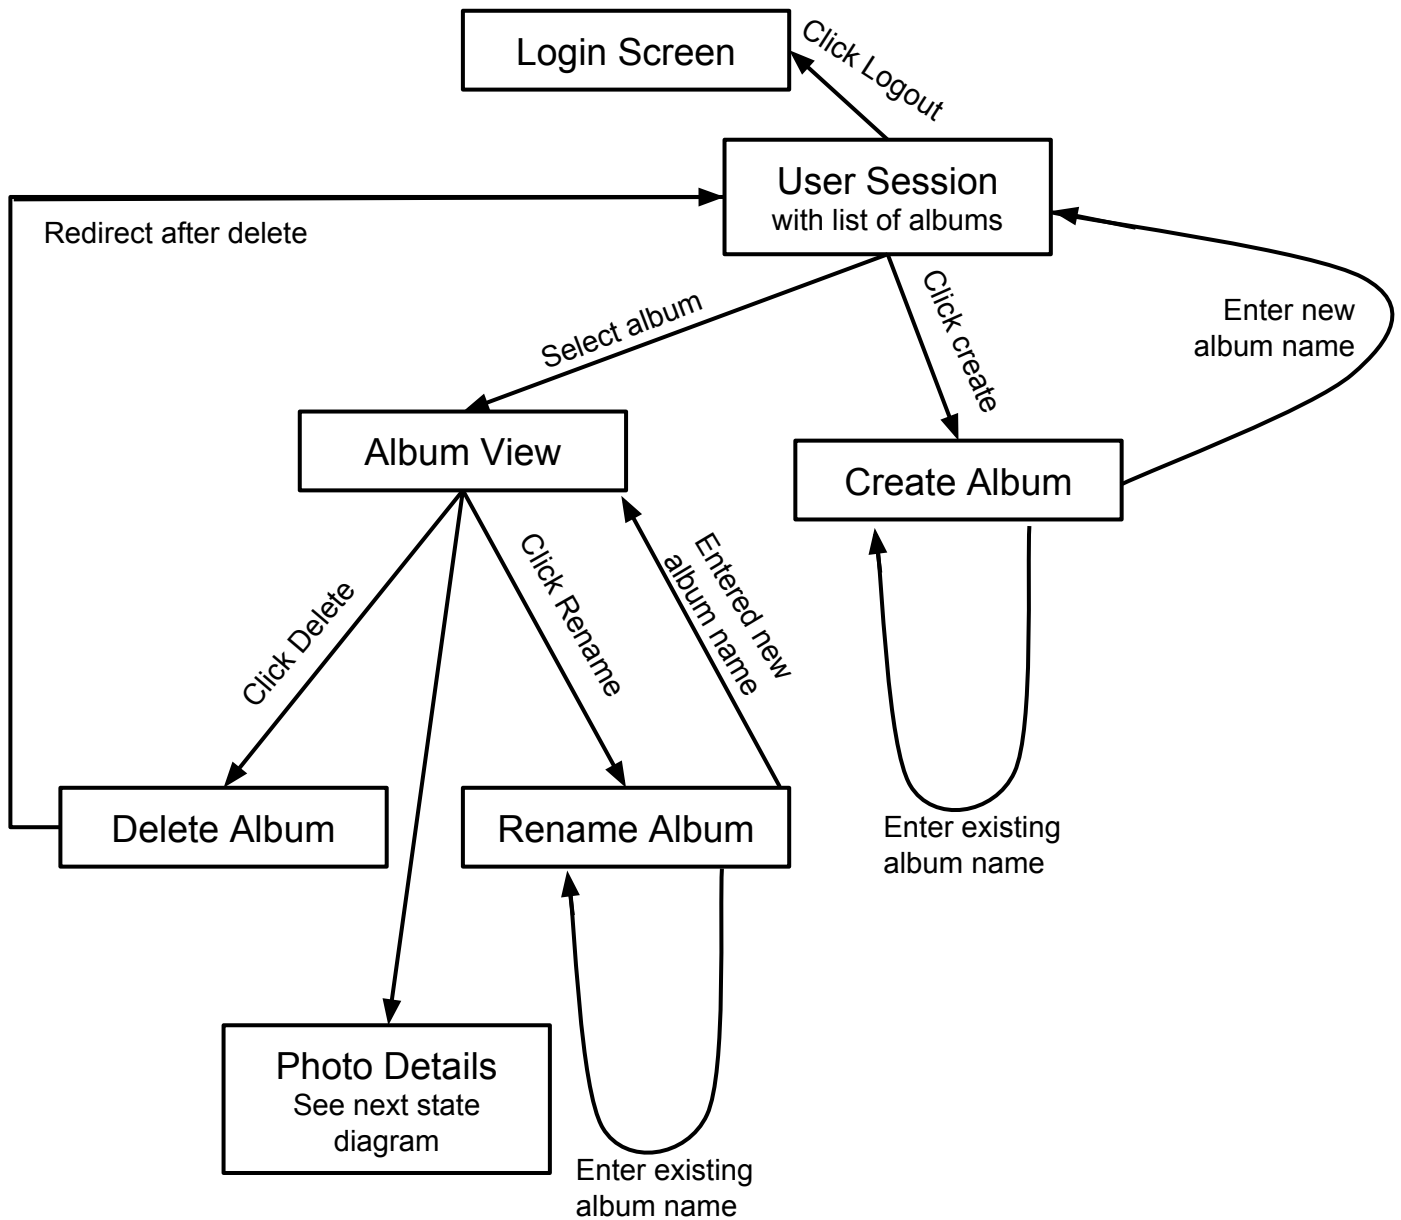 Login Screen
Click Logout
User Session
with list of albums
Redirect after delete
Select album
Click create
Enter new
album name
Album View
Create Album
Click Delete
Click Rename
Entered new
album name
Delete Album
Rename Album
Enter existing
album name
Photo Details
See next state
diagram
Enter existing
album name